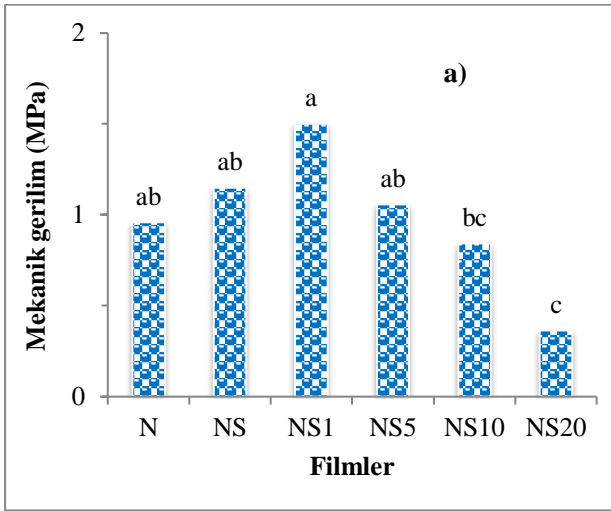 2
a)
a
ab
ab
ab
bc
c
1
0
Mekanik gerilim (MPa)
N NS NS1 NS5 NS10 NS20
Filmler